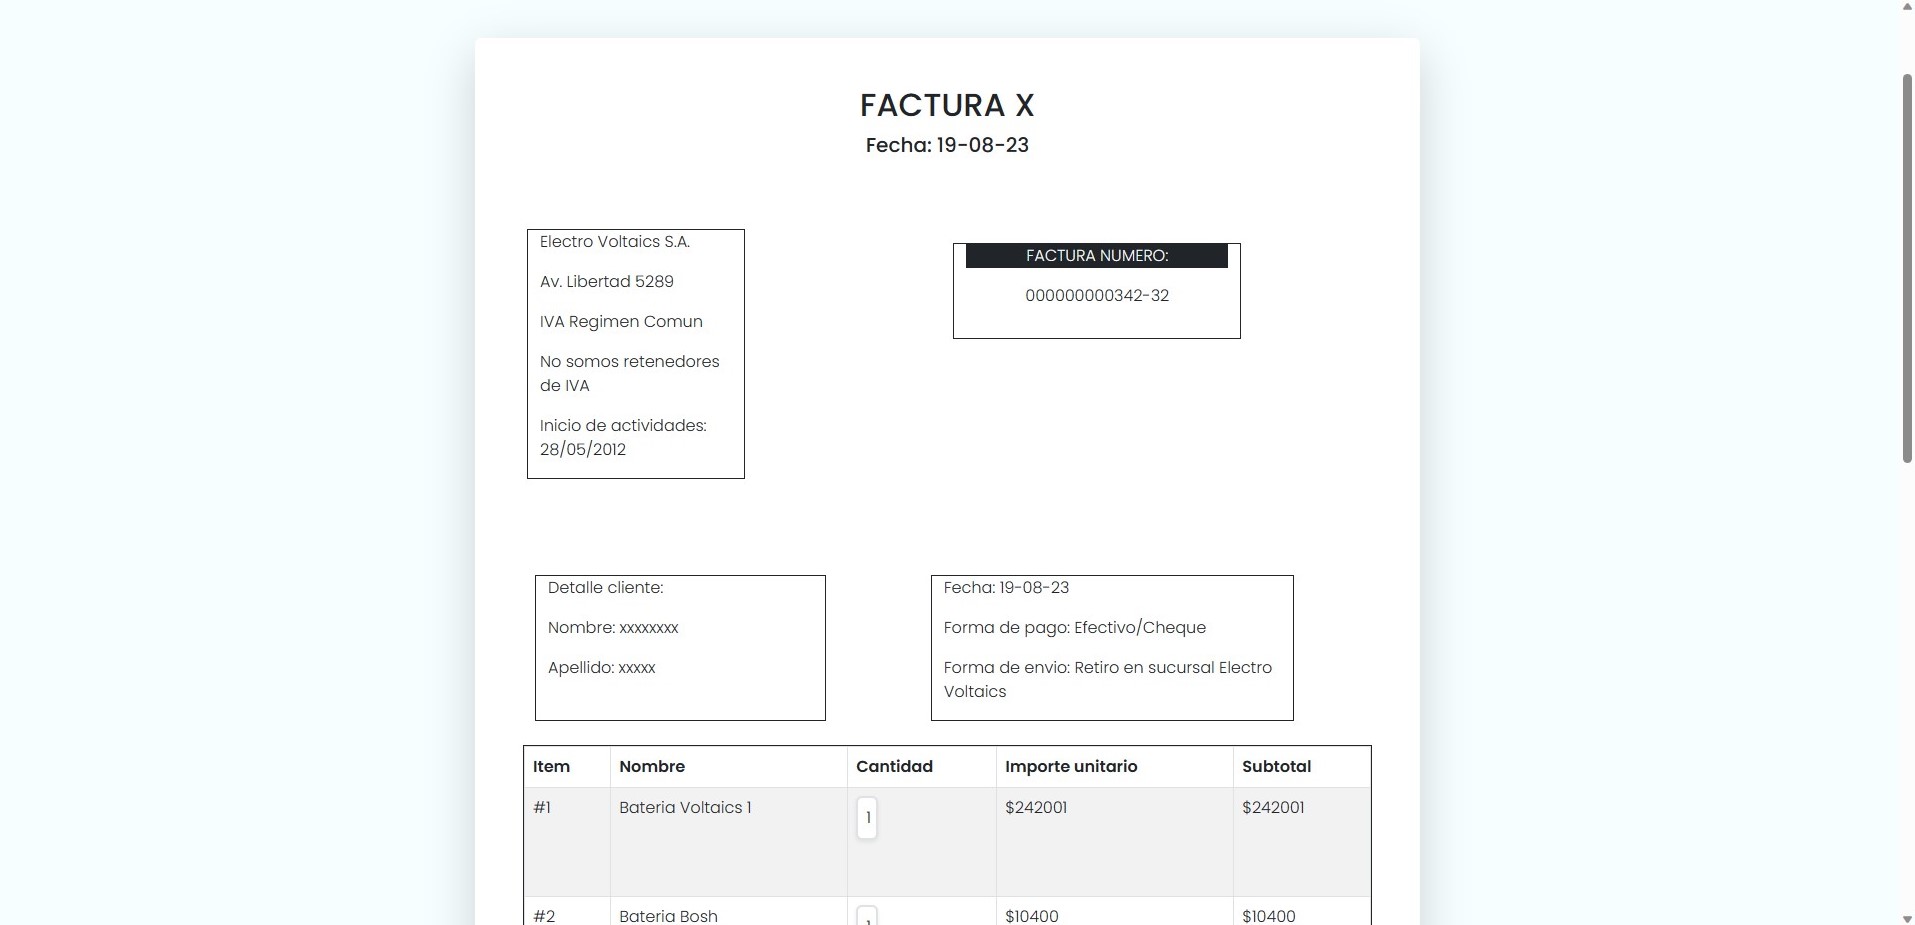 FACTURA X
Fecha: 19-08-23
Electro Voltaics S.A.
Av. Libertad 5289
IVA Regimen Comun
No somos retenedores
de IVA
Inicio de actividades:
28/05/2012
FACTURA NUMERO:
000000000342-32
Detalle cliente:
Nombre: xxxxxxxx
Apellido: xxxxx
Fecha: 19-08-23
Forma de pago: Efectivo/Cheque
Forma de envio: Retiro en sucursal Electro
Voltaics
Item Nombre Cantidad Importe unitario Subtotal
#1 Bateria Voltaics 1 1 $242001 $242001
#2 Bateria Bosh 1 $10400 $10400